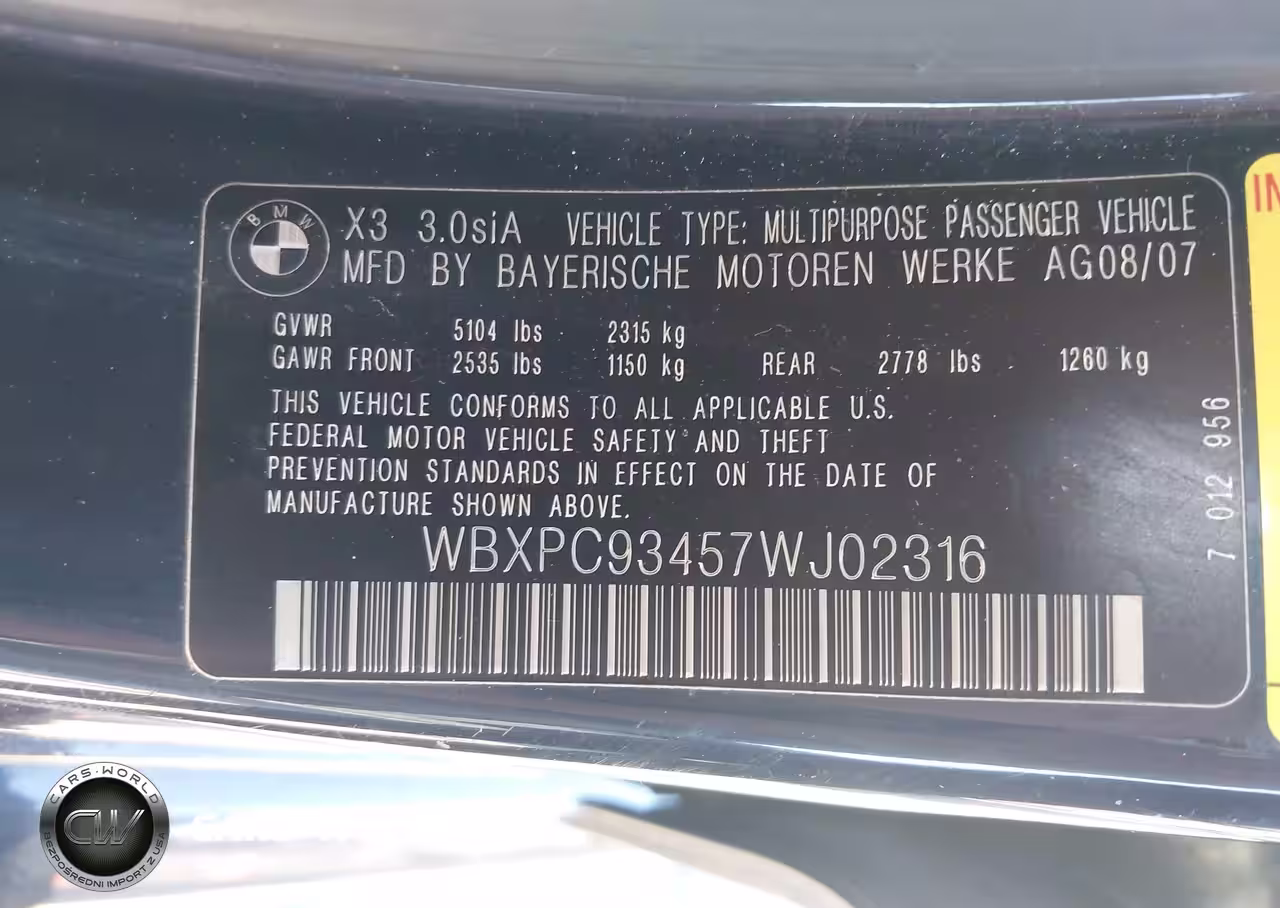 BMW
X3 3.0siA VEHICLE TYPE: MULTIPURPOSE PASSENGER VEHICLE
MFD BY BAYERISCHE MOTOREN WERKE AG08/07
GVWR 5104 lbs 2315 kg
GAWR FRONT 2535 lbs 1150 kg REAR 2778 lbs 1260 kg
THIS VEHICLE CONFORMS TO ALL APPLICABLE U.S.
FEDERAL MOTOR VEHICLE SAFETY AND THEFT
PREVENTION STANDARDS IN EFFECT ON THE DATE OF
MANUFACTURE SHOWN ABOVE.
WBXPC93457WJ02316
7 012 956
CARS·WORLD
CW
BEZPOŚREDNI IMPORT Z USA